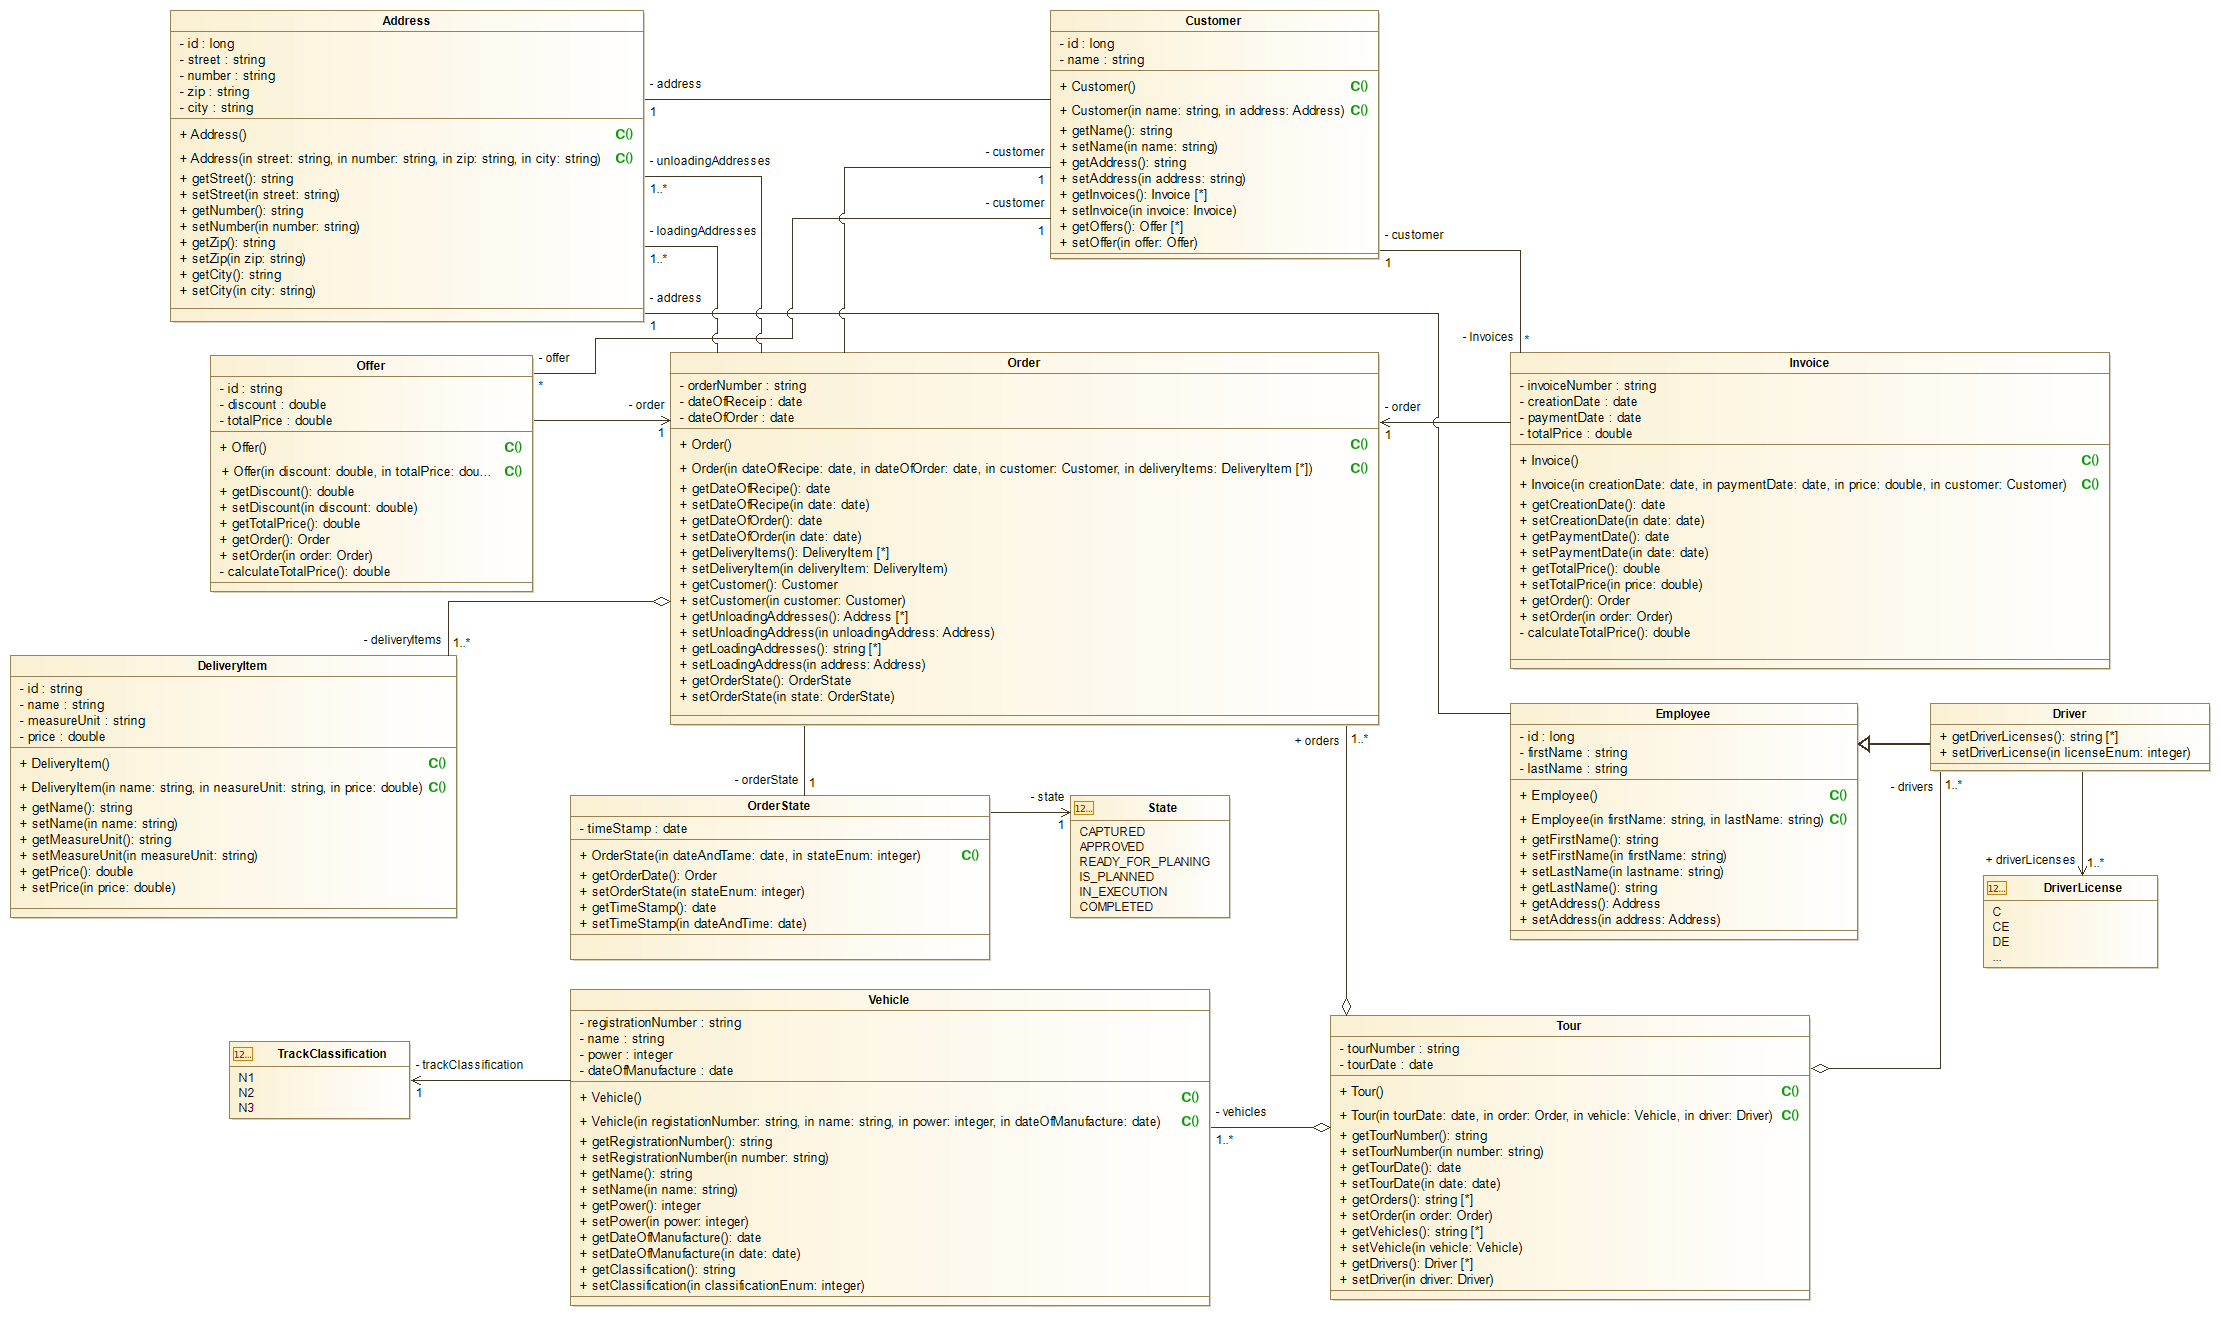 Address
- id : long
- street : string
- number : string
- zip : string
- city : string
+ Address() C()
+ Address(in street: string, in number: string, in zip: string, in city: string) C()
+ getStreet(): string
+ setStreet(in street: string)
+ getNumber(): string
+ setNumber(in number: string)
+ getZip(): string
+ setZip(in zip: string)
+ getCity(): string
+ setCity(in city: string)
- address
1
- unloadingAddresses
1..*
- loadingAddresses
1..*
- address
1
Customer
- id : long
- name : string
+ Customer() C()
+ Customer(in name: string, in address: Address) C()
+ getName(): string
+ setName(in name: string)
+ getAddress(): string
+ setAddress(in address: string)
+ getInvoices(): Invoice [*]
+ setInvoice(in invoice: Invoice)
+ getOffers(): Offer [*]
+ setOffer(in offer: Offer)
- customer
1
- customer
1
- customer
1
- Invoices *
Offer
- id : string
- discount : double
- totalPrice : double
+ Offer() C()
+ Offer(in discount: double, in totalPrice: dou... C()
+ getDiscount(): double
+ setDiscount(in discount: double)
+ getTotalPrice(): double
+ getOrder(): Order
+ setOrder(in order: Order)
- calculateTotalPrice(): double
- offer
*
- order
1
Order
- orderNumber : string
- dateOfReceip : date
- dateOfOrder : date
+ Order() C()
+ Order(in dateOfRecipe: date, in dateOfOrder: date, in customer: Customer, in deliveryItems: DeliveryItem [*]) C()
+ getDateOfRecipe(): date
+ setDateOfRecipe(in date: date)
+ getDateOfOrder(): date
+ setDateOfOrder(in date: date)
+ getDeliveryItems(): DeliveryItem [*]
+ setDeliveryItem(in deliveryItem: DeliveryItem)
+ getCustomer(): Customer
+ setCustomer(in customer: Customer)
+ getUnloadingAddresses(): Address [*]
+ setUnloadingAddress(in unloadingAddress: Address)
+ getLoadingAddresses(): string [*]
+ setLoadingAddress(in address: Address)
+ getOrderState(): OrderState
+ setOrderState(in state: OrderState)
- order
1
Invoice
- invoiceNumber : string
- creationDate : date
- paymentDate : date
- totalPrice : double
+ Invoice() C()
+ Invoice(in creationDate: date, in paymentDate: date, in price: double, in customer: Customer) C()
+ getCreationDate(): date
+ setCreationDate(in date: date)
+ getPaymentDate(): date
+ setPaymentDate(in date: date)
+ getTotalPrice(): double
+ setTotalPrice(in price: double)
+ getOrder(): Order
+ setOrder(in order: Order)
- calculateTotalPrice(): double
- deliveryItems 1..*
DeliveryItem
- id : string
- name : string
- measureUnit : string
- price : double
+ DeliveryItem() C()
+ DeliveryItem(in name: string, in neasureUnit: string, in price: double) C()
+ getName(): string
+ setName(in name: string)
+ getMeasureUnit(): string
+ setMeasureUnit(in measureUnit: string)
+ getPrice(): double
+ setPrice(in price: double)
- orderState 1
OrderState
- timeStamp : date
+ OrderState(in dateAndTame: date, in stateEnum: integer) C()
+ getOrderDate(): Order
+ setOrderState(in stateEnum: integer)
+ getTimeStamp(): date
+ setTimeStamp(in dateAndTime: date)
- state
1
12... State
CAPTURED
APPROVED
READY_FOR_PLANING
IS_PLANNED
IN_EXECUTION
COMPLETED
+ orders 1..*
Employee
- id : long
- firstName : string
- lastName : string
+ Employee() C()
+ Employee(in firstName: string, in lastName: string) C()
+ getFirstName(): string
+ setFirstName(in firstName: string)
+ setLastName(in lastname: string)
+ getLastName(): string
+ getAddress(): Address
+ setAddress(in address: Address)
Driver
+ getDriverLicenses(): string [*]
+ setDriverLicense(in licenseEnum: integer)
- drivers 1..*
+ driverLicenses 1..*
12... DriverLicense
C
CE
DE
...
12... TrackClassification
N1
N2
N3
- trackClassification
1
Vehicle
- registrationNumber : string
- name : string
- power : integer
- dateOfManufacture : date
+ Vehicle() C()
+ Vehicle(in registationNumber: string, in name: string, in power: integer, in dateOfManufacture: date) C()
+ getRegistrationNumber(): string
+ setRegistrationNumber(in number: string)
+ getName(): string
+ setName(in name: string)
+ getPower(): integer
+ setPower(in power: integer)
+ getDateOfManufacture(): date
+ setDateOfManufacture(in date: date)
+ getClassification(): string
+ setClassification(in classificationEnum: integer)
- vehicles
1..*
Tour
- tourNumber : string
- tourDate : date
+ Tour() C()
+ Tour(in tourDate: date, in order: Order, in vehicle: Vehicle, in driver: Driver) C()
+ getTourNumber(): string
+ setTourNumber(in number: string)
+ getTourDate(): date
+ setTourDate(in date: date)
+ getOrders(): string [*]
+ setOrder(in order: Order)
+ getVehicles(): string [*]
+ setVehicle(in vehicle: Vehicle)
+ getDrivers(): Driver [*]
+ setDriver(in driver: Driver)